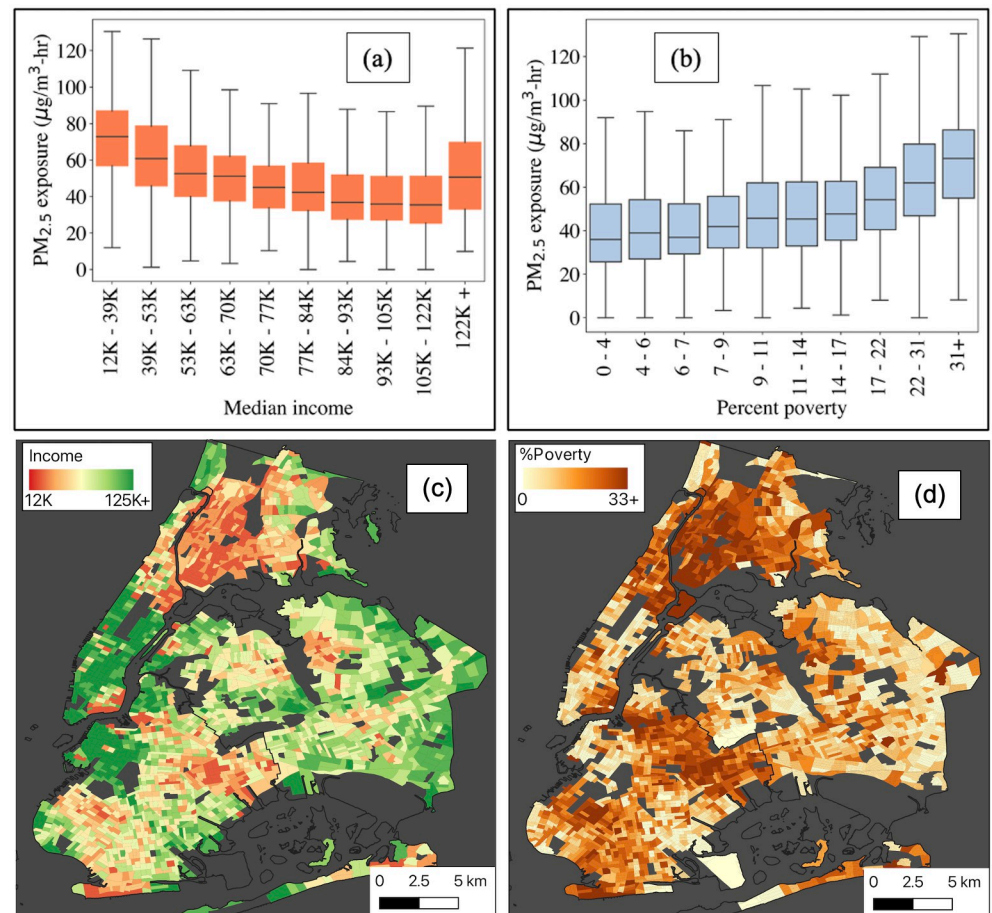 (a)
PM2.5 exposure (μg/m³-hr)
120
100
80
60
40
20
0
12K - 39K
39K - 53K
53K - 63K
63K - 70K
70K - 77K
77K - 84K
84K - 93K
93K - 105K
105K - 122K
122K +
Median income
(b)
PM2.5 exposure (μg/m³-hr)
120
100
80
60
40
20
0
0 - 4
4 - 6
6 - 7
7 - 9
9 - 11
11 - 14
14 - 17
17 - 22
22 - 31
31+
Percent poverty
Income
12K 125K+
(c)
0 2.5 5 km
%Poverty
0 33+
(d)
0 2.5 5 km